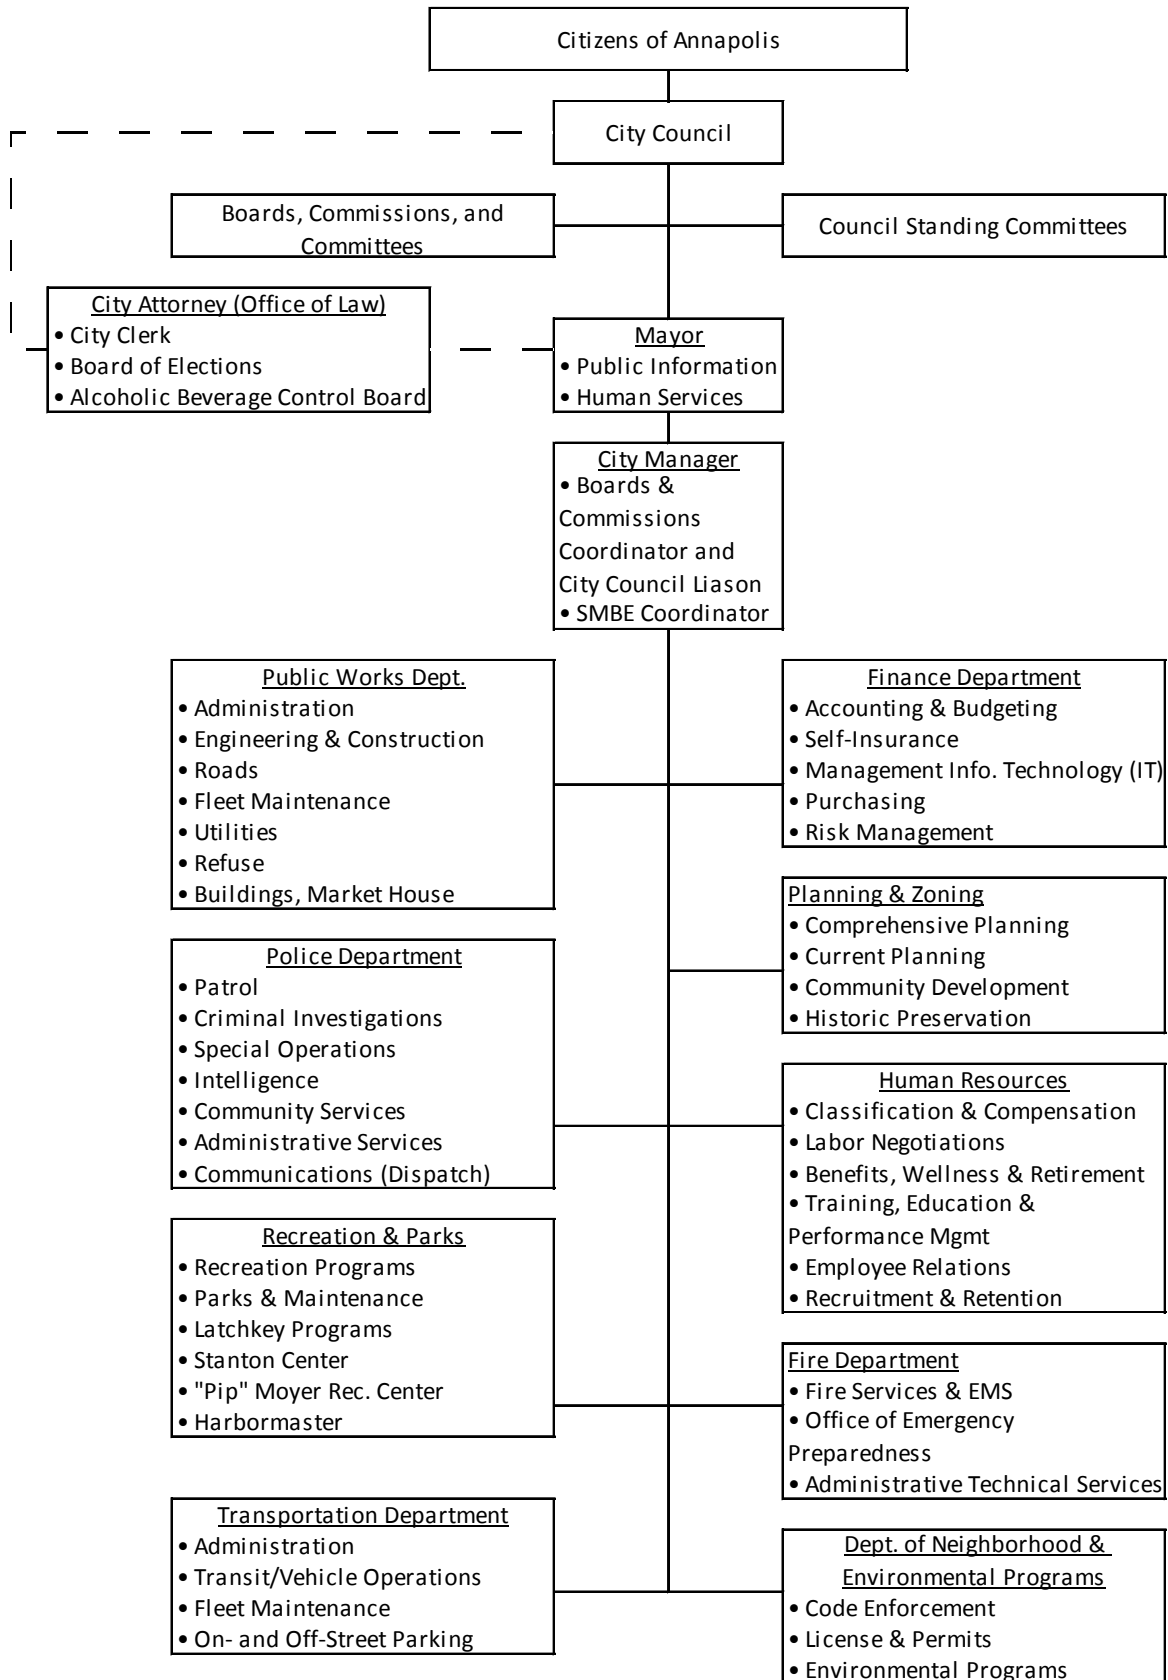 Citizens of Annapolis
City Council
Boards, Commissions, and
Committees
Council Standing Committees
City Attorney (Office of Law)
• City Clerk
• Board of Elections
• Alcoholic Beverage Control Board
Mayor
• Public Information
• Human Services
City Manager
• Boards &
Commissions
Coordinator and
City Council Liason
• SMBE Coordinator
Public Works Dept.
• Administration
• Engineering & Construction
• Roads
• Fleet Maintenance
• Utilities
• Refuse
• Buildings, Market House
Finance Department
• Accounting & Budgeting
• Self-Insurance
• Management Info. Technology (IT)
• Purchasing
• Risk Management
Planning & Zoning
• Comprehensive Planning
• Current Planning
• Community Development
• Historic Preservation
Police Department
• Patrol
• Criminal Investigations
• Special Operations
• Intelligence
• Community Services
• Administrative Services
• Communications (Dispatch)
Human Resources
• Classification & Compensation
• Labor Negotiations
• Benefits, Wellness & Retirement
• Training, Education &
Performance Mgmt
• Employee Relations
• Recruitment & Retention
Recreation & Parks
• Recreation Programs
• Parks & Maintenance
• Latchkey Programs
• Stanton Center
• "Pip" Moyer Rec. Center
• Harbormaster
Fire Department
• Fire Services & EMS
• Office of Emergency
Preparedness
• Administrative Technical Services
Transportation Department
• Administration
• Transit/Vehicle Operations
• Fleet Maintenance
• On- and Off-Street Parking
Dept. of Neighborhood &
Environmental Programs
• Code Enforcement
• License & Permits
• Environmental Programs